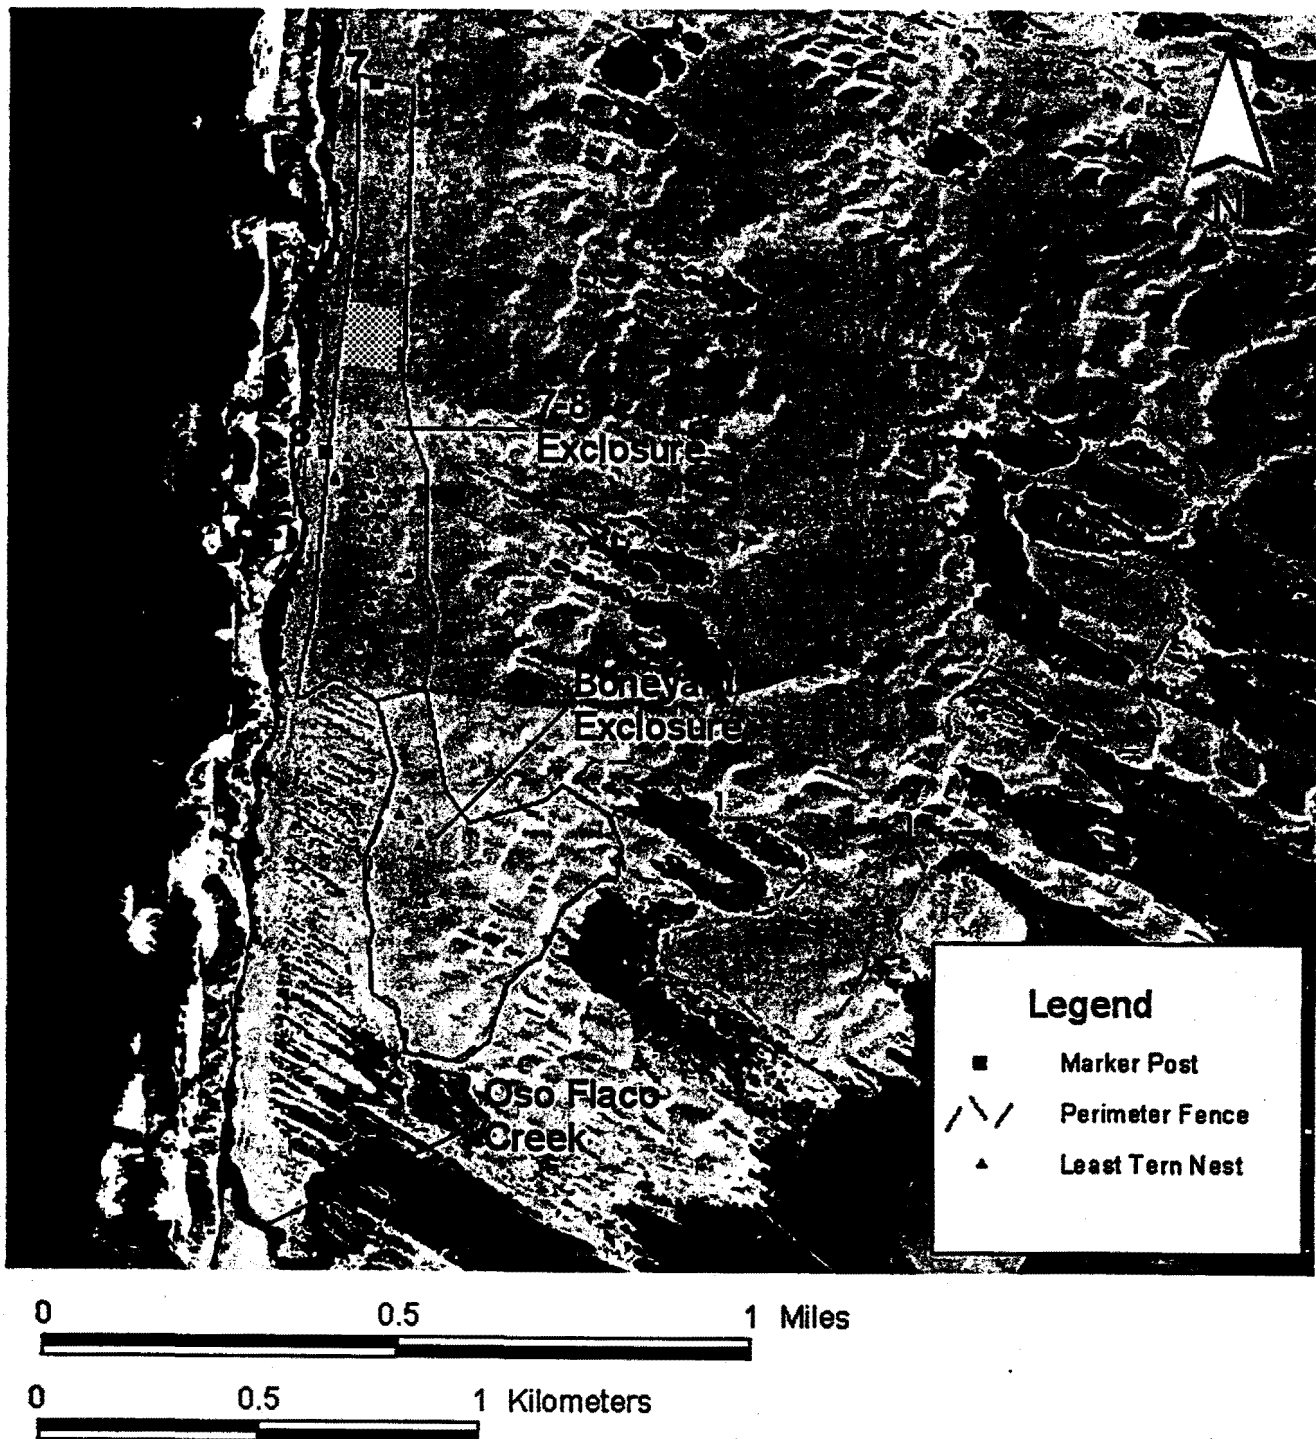 7
N
7-8
Exclosure
8
Boneyard
Exclosure
Oso Flaco
Creek
Legend
Marker Post
Perimeter Fence
Least Tern Nest
0 0.5 1 Miles
0 0.5 1 Kilometers